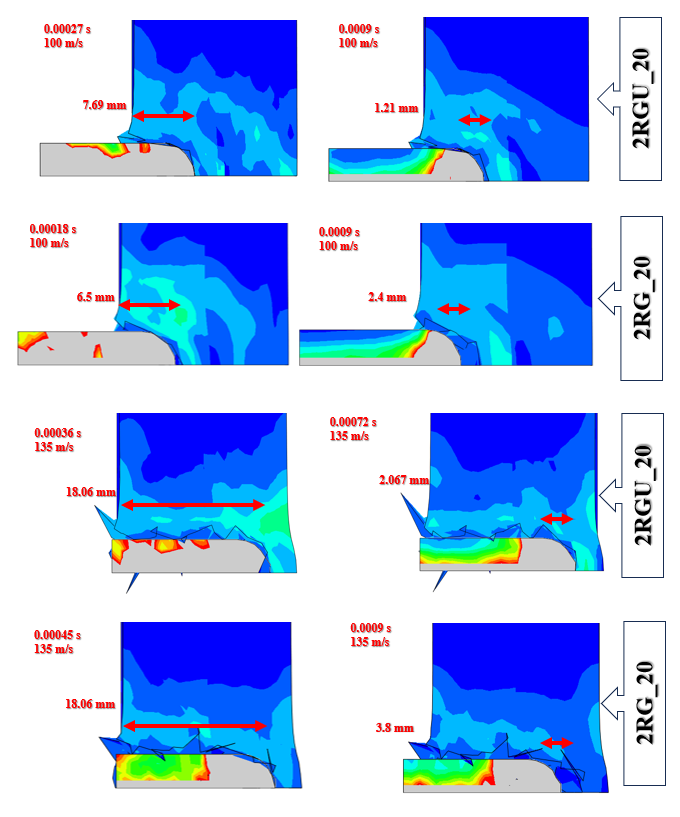 0.00027 s
100 m/s
7.69 mm
0.0009 s
100 m/s
1.21 mm
2RGU_20
0.00018 s
100 m/s
6.5 mm
0.0009 s
100 m/s
2.4 mm
2RG_20
0.00036 s
135 m/s
18.06 mm
0.00072 s
135 m/s
2.067 mm
2RGU_20
0.00045 s
135 m/s
18.06 mm
0.0009 s
135 m/s
3.8 mm
2RG_20